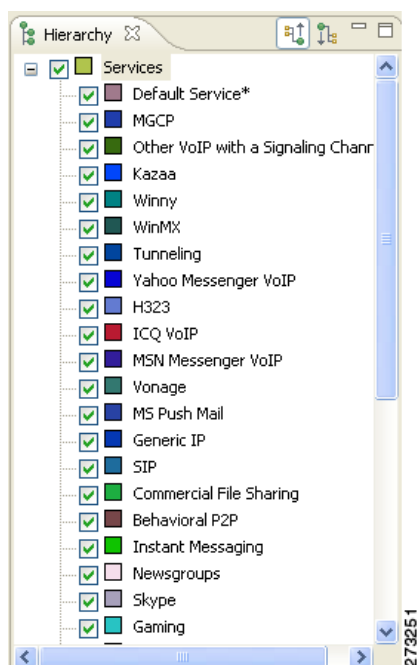 Hierarchy
Services
Default Service*
MGCP
Other VoIP with a Signaling Chanr
Kazaa
Winny
WinMX
Tunneling
Yahoo Messenger VoIP
H323
ICQ VoIP
MSN Messenger VoIP
Vonage
MS Push Mail
Generic IP
SIP
Commercial File Sharing
Behavioral P2P
Instant Messaging
Newsgroups
Skype
Gaming
273251